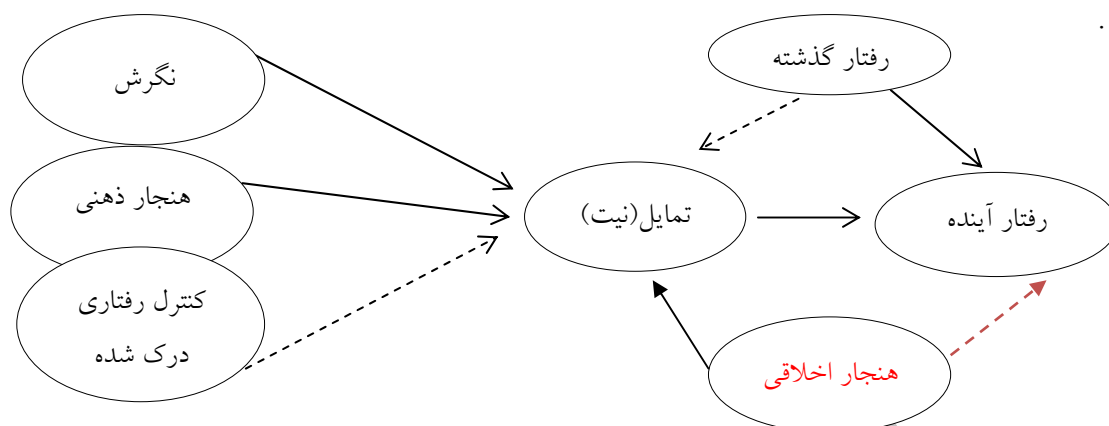 رفتار گذشته
.
نگرش
هنجار ذهنی
تمایل(نیت)
رفتار آینده
کنترل رفتاری
درک شده
هنجار اخلاقی